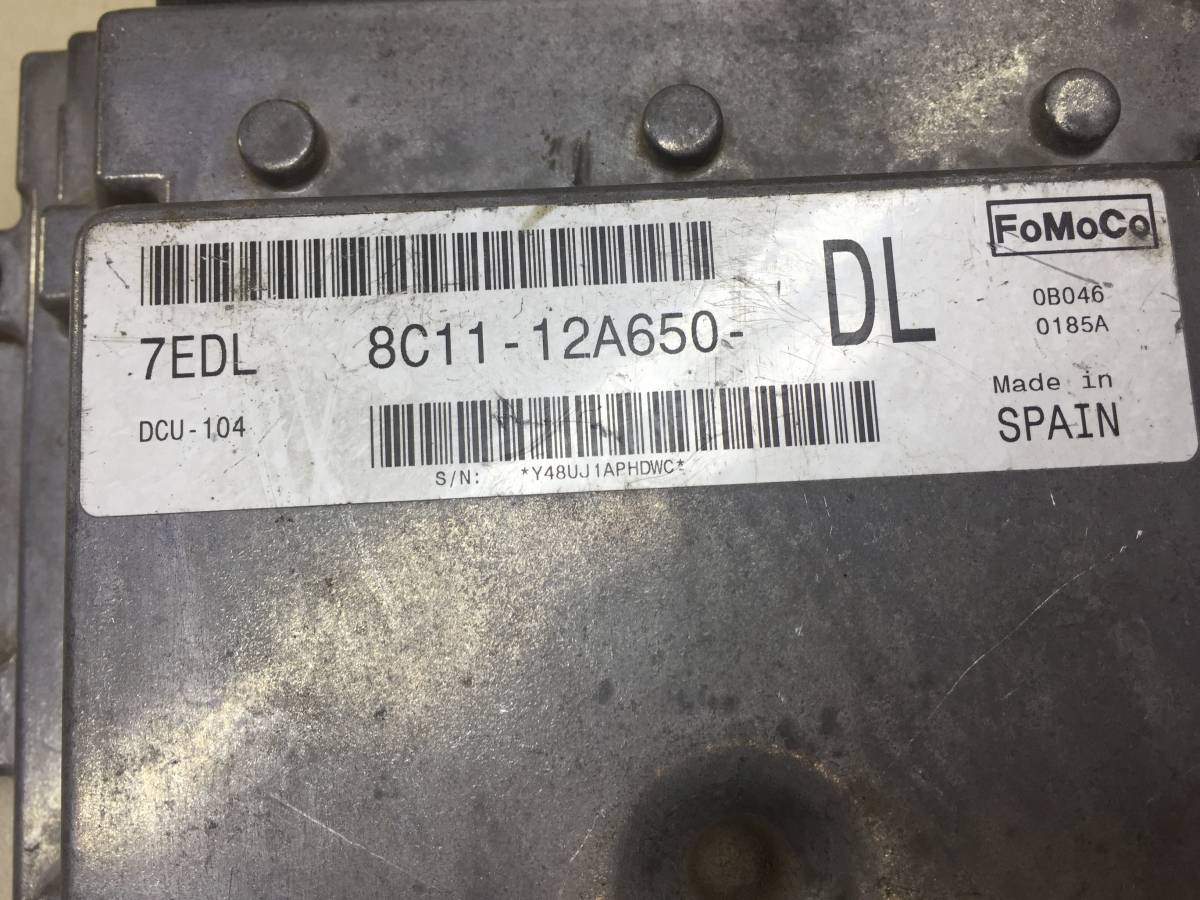 FoMoCo
DL
0B046
0185A
7EDL 8C11-12A650-
Made in
SPAIN
DCU-104
S/N: *Y48UJ1APHDWC*